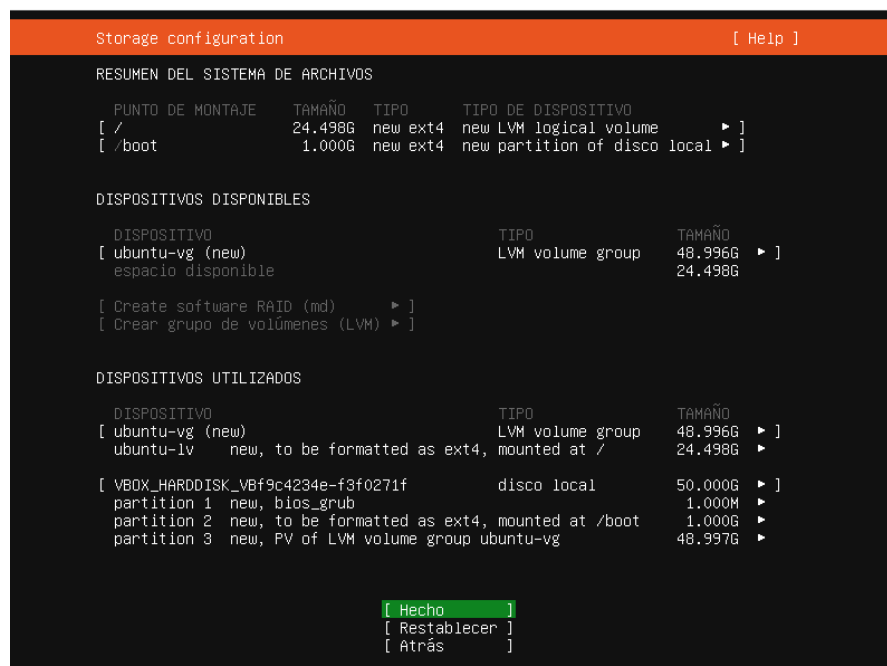 Storage configuration [ Help ]
RESUMEN DEL SISTEMA DE ARCHIVOS
PUNTO DE MONTAJE TAMAÑO TIPO TIPO DE DISPOSITIVO
[ / 24.498G new ext4 new LVM logical volume ▸ ]
[ /boot 1.000G new ext4 new partition of disco local ▸ ]
DISPOSITIVOS DISPONIBLES
DISPOSITIVO TIPO TAMAÑO
[ ubuntu-vg (new) LVM volume group 48.996G ▸ ]
espacio disponible 24.498G
[ Create software RAID (md) ▸ ]
[ Crear grupo de volúmenes (LVM) ▸ ]
DISPOSITIVOS UTILIZADOS
DISPOSITIVO TIPO TAMAÑO
[ ubuntu-vg (new) LVM volume group 48.996G ▸ ]
ubuntu-lv new, to be formatted as ext4, mounted at / 24.498G ▸
[ VBOX_HARDDISK_VBf9c4234e-f3f0271f disco local 50.000G ▸ ]
partition 1 new, bios_grub 1.000M ▸
partition 2 new, to be formatted as ext4, mounted at /boot 1.000G ▸
partition 3 new, PV of LVM volume group ubuntu-vg 48.997G ▸
[ Hecho ]
[ Restablecer ]
[ Atrás ]